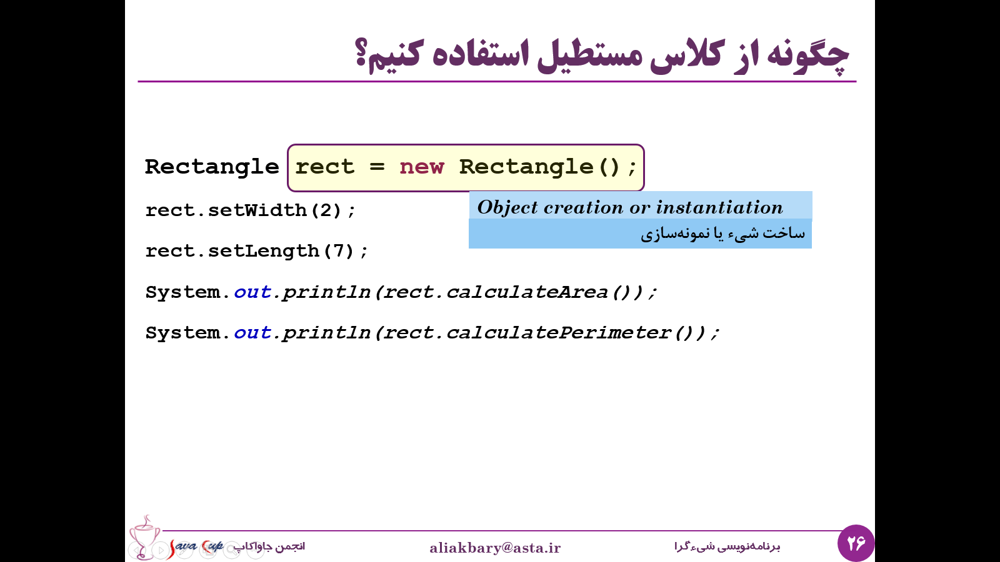 چگونه از کلاس مستطیل استفاده کنیم؟
Rectangle rect = new Rectangle();
rect.setWidth(2);
Object creation or instantiation
ساخت شیء یا نمونه‌سازی
rect.setLength(7);
System.out.println(rect.calculateArea());
System.out.println(rect.calculatePerimeter());
۲۶
برنامه‌نویسی شیءگرا
aliakbary@asta.ir
انجمن جاواکاپ
Java Cup